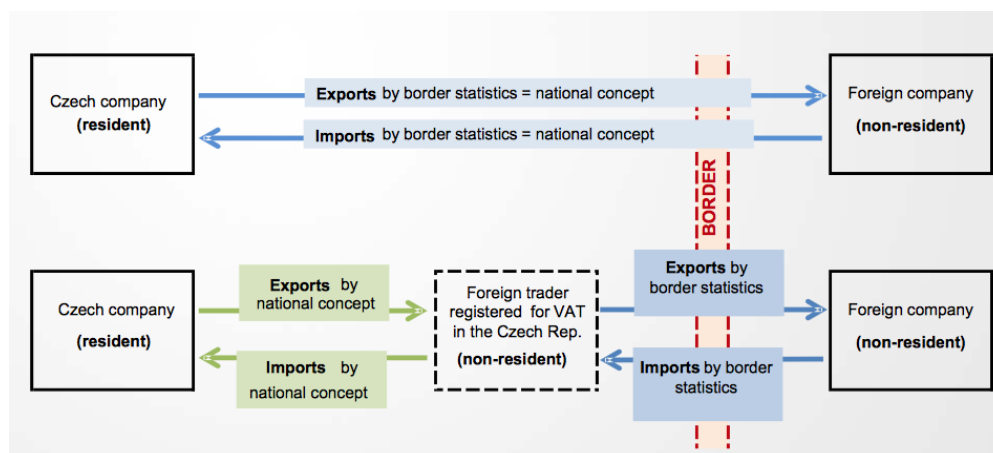 Czech company
(resident)
Exports by border statistics = national concept
Imports by border statistics = national concept
Foreign company
(non-resident)
BORDER
Czech company
(resident)
Exports by
national concept
Imports by
national concept
Foreign trader
registered for VAT
in the Czech Rep.
(non-resident)
Exports by
border statistics
Imports by border
statistics
Foreign company
(non-resident)